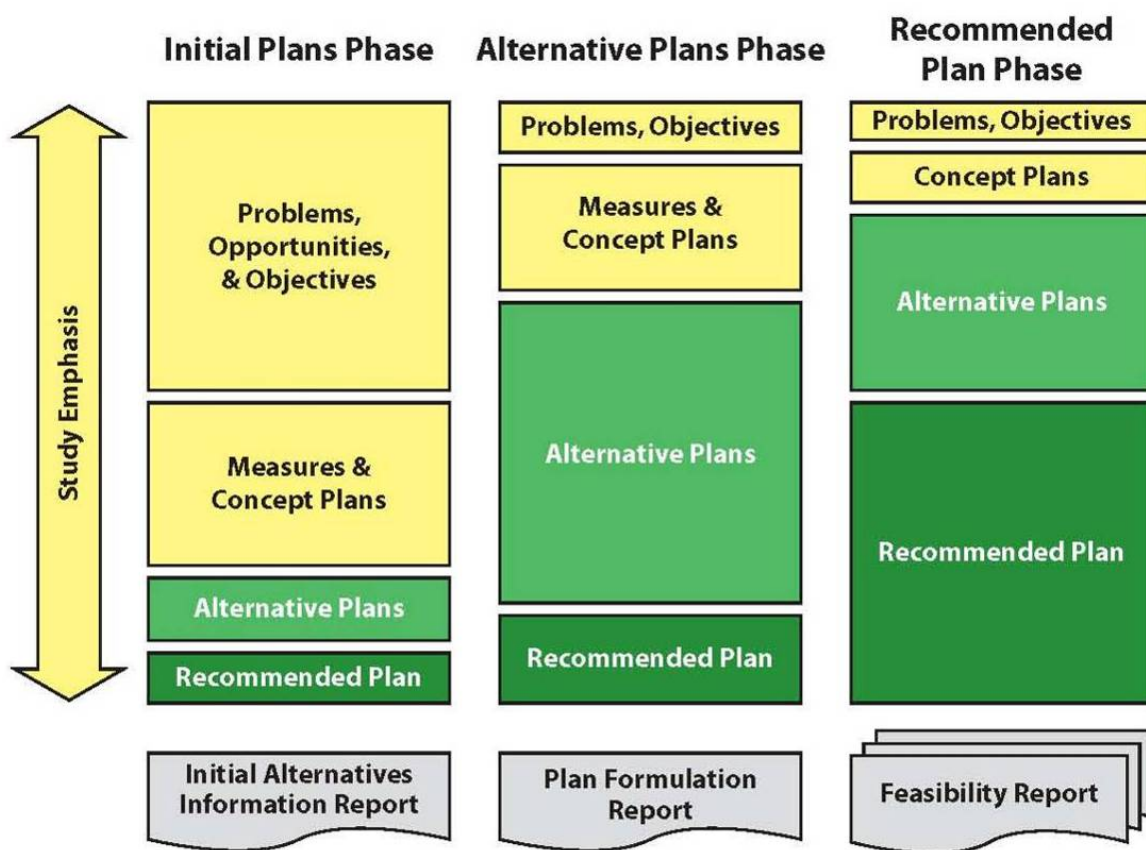 Initial Plans Phase
Alternative Plans Phase
Recommended
Plan Phase
Study Emphasis
Problems,
Opportunities,
& Objectives
Measures &
Concept Plans
Alternative Plans
Recommended Plan
Initial Alternatives
Information Report
Problems, Objectives
Measures &
Concept Plans
Alternative Plans
Recommended Plan
Plan Formulation
Report
Problems, Objectives
Concept Plans
Alternative Plans
Recommended Plan
Feasibility Report